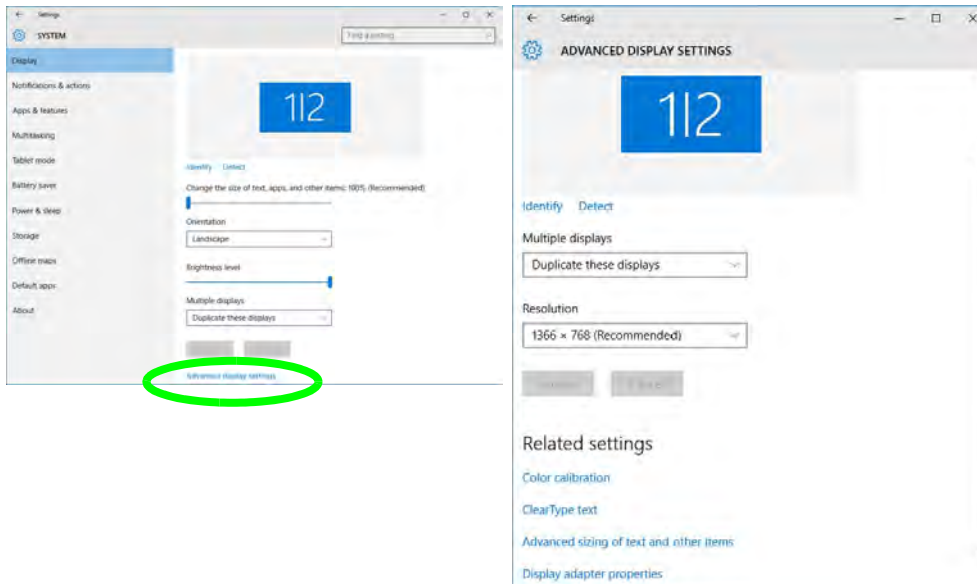 Settings
SYSTEM
Find a setting
Display
Notifications & actions
Apps & features
Multitasking
Tablet mode
Battery saver
Power & sleep
Storage
Offline maps
Default apps
About
1|2
Identify Detect
Change the size of text, apps, and other items: 100% (Recommended)
Orientation
Landscape
Brightness level
Multiple displays
Duplicate these displays
Advanced display settings
Settings
ADVANCED DISPLAY SETTINGS
1|2
Identify Detect
Multiple displays
Duplicate these displays
Resolution
1366 × 768 (Recommended)
Related settings
Color calibration
ClearType text
Advanced sizing of text and other items
Display adapter properties